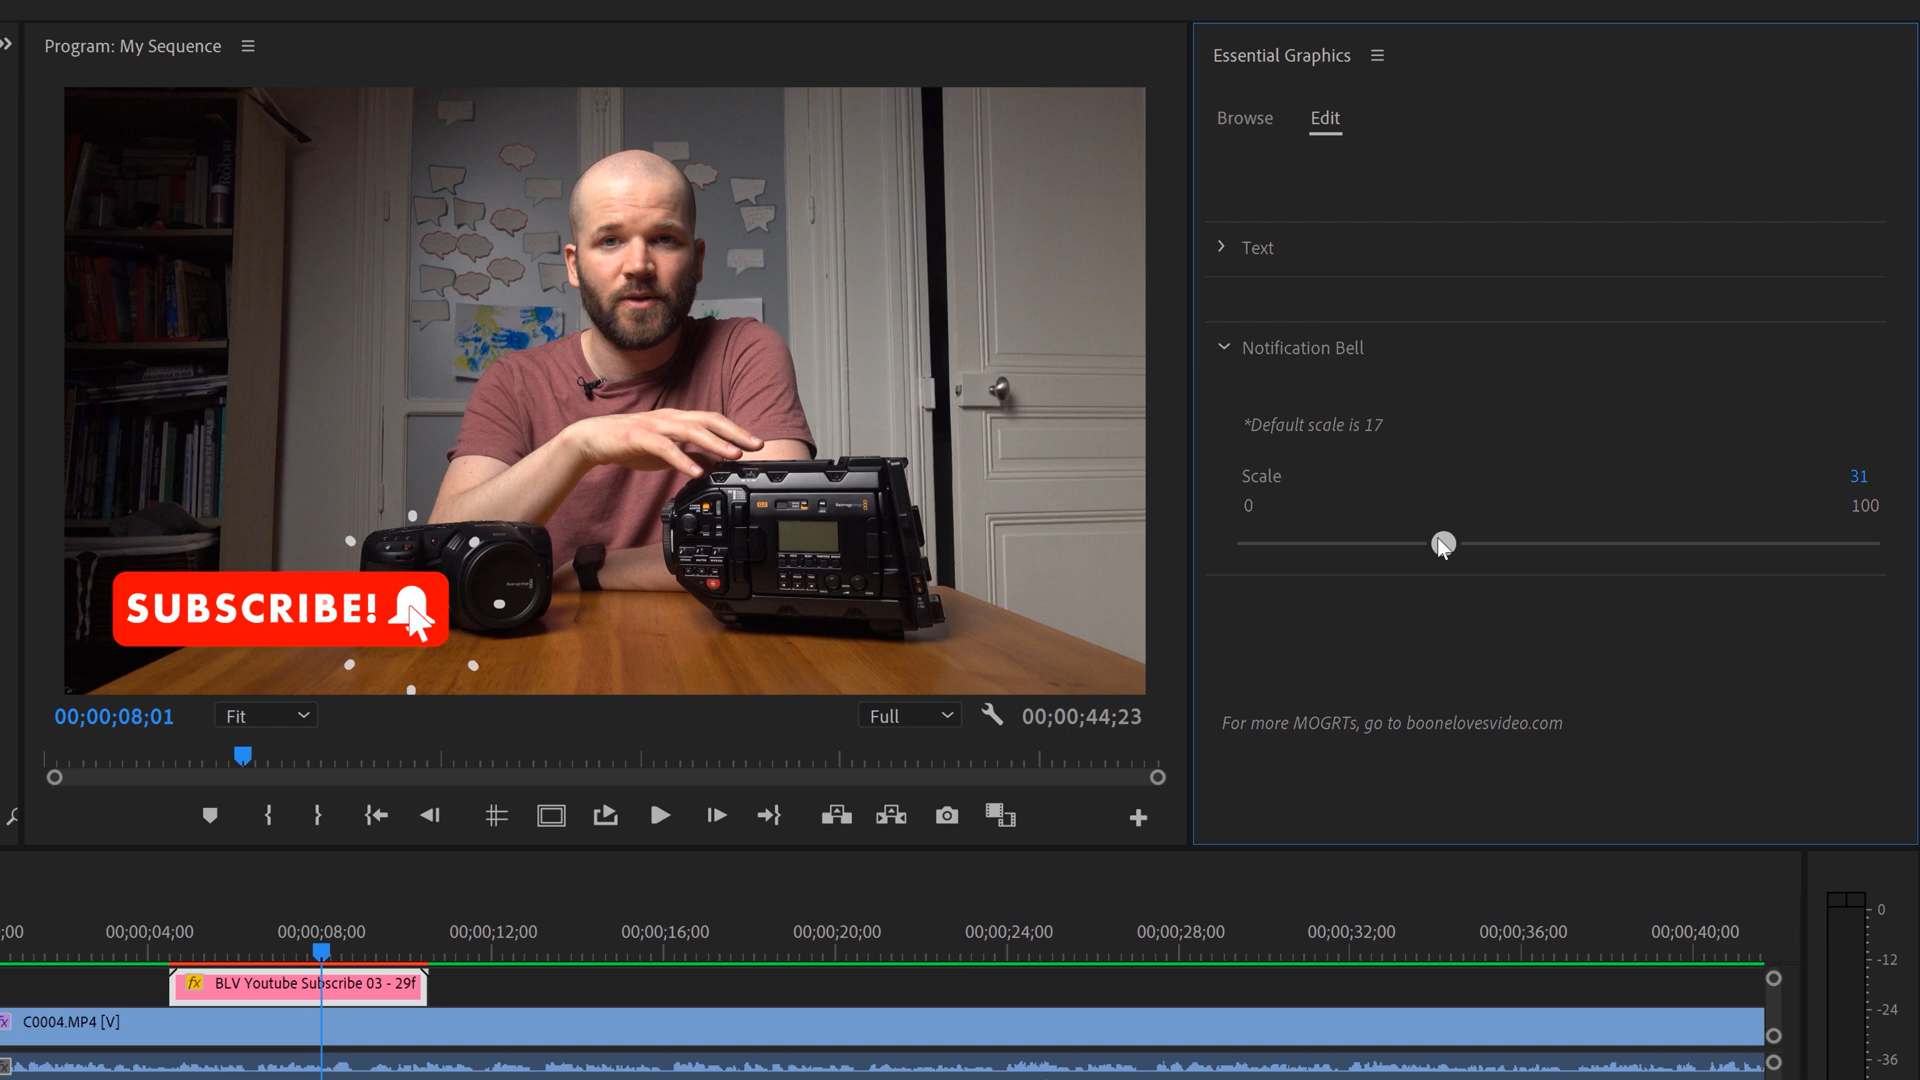 Program: My Sequence
Essential Graphics
Browse
Edit
Text
Notification Bell
*Default scale is 17
Scale
31
0
100
SUBSCRIBE!
For more MOGRTs, go to boonelovesvideo.com
00;00;08;01
Fit
Full
00;00;44;23
;00
00;00;04;00
00;00;08;00
00;00;12;00
00;00;16;00
00;00;20;00
00;00;24;00
00;00;28;00
00;00;32;00
00;00;36;00
00;00;40;00
fx BLV Youtube Subscribe 03 - 29f
fx C0004.MP4 [V]
0
-12
-24
-36